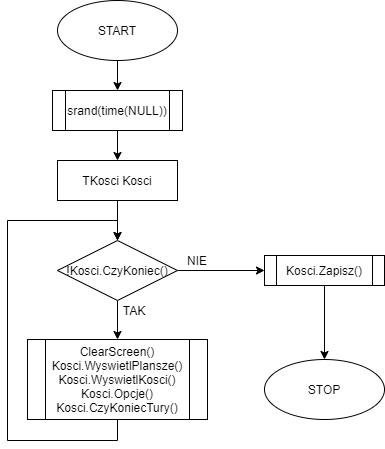 START
srand(time(NULL))
TKosci Kosci
!Kosci.CzyKoniec()
NIE
Kosci.Zapisz()
TAK
ClearScreen()
Kosci.WyswietlPlansze()
Kosci.WyswietlKosci()
Kosci.Opcje()
Kosci.CzyKoniecTury()
STOP